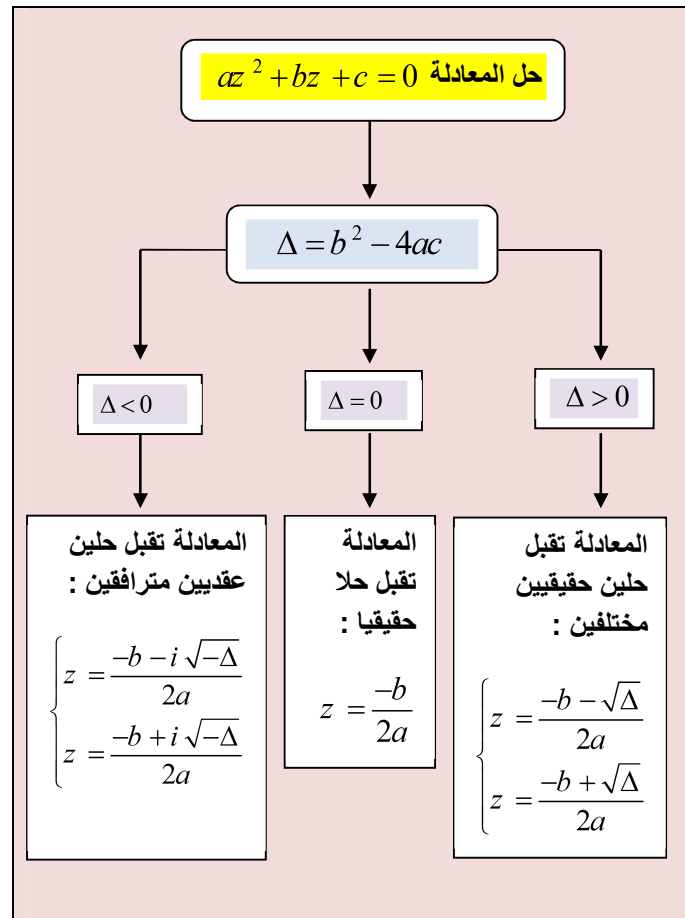 حل المعادلة az² + bz + c = 0
Δ = b² − 4ac
Δ > 0
Δ = 0
Δ < 0
المعادلة تقبل
حلين حقيقيين
مختلفين :
z = (-b − √Δ) / 2a
z = (-b + √Δ) / 2a
المعادلة
تقبل حلا
حقيقيا :
z = -b / 2a
المعادلة تقبل حلين
عقديين مترافقين :
z = (-b − i√−Δ) / 2a
z = (-b + i√−Δ) / 2a